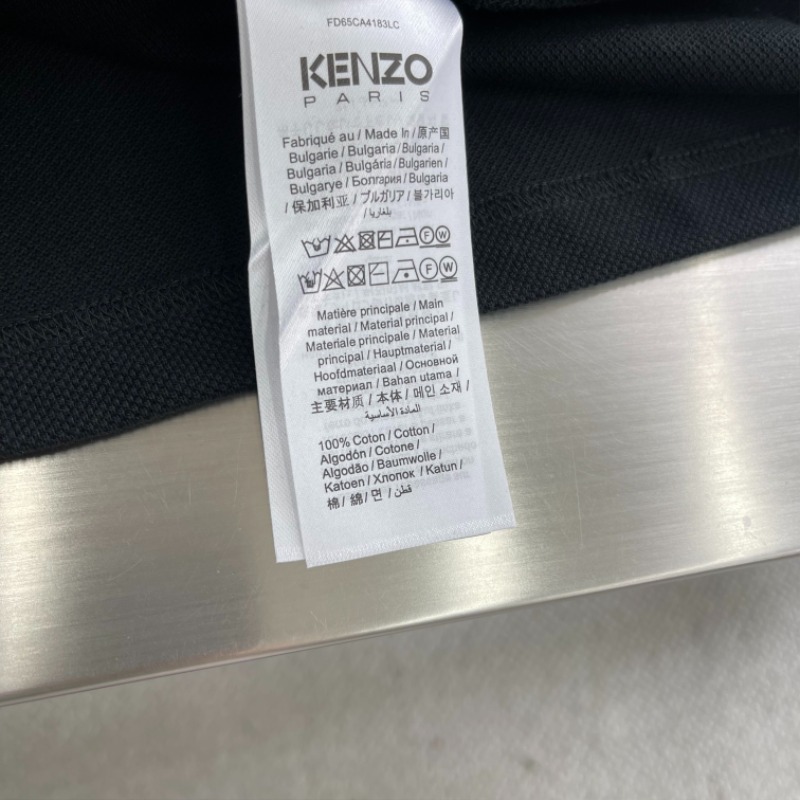 FD65CA4183LC
KENZO
PARIS
Fabriqué au / Made In / 原产国
Bulgarie / Bulgaria / Bulgaria /
Bulgaria / Bulgária / Bulgarien /
Bulgarye / Болгария / Bulgaria
/ 保加利亚 / ブルガリア / 불가리아
/ بلغاريا
F W
F W
Matière principale / Main
material / Material principal /
Materiale principale / Material
principal / Hauptmaterial /
Hoofdmateriaal / Основной
материал / Bahan utama /
主要材质 / 本体 / 메인 소재 /
المادة الأساسية
100% Coton / Cotton /
Algodón / Cotone /
Algodão / Baumwolle /
Katoen / Хлопок / Katun /
棉 / 綿 / 면 / قطن